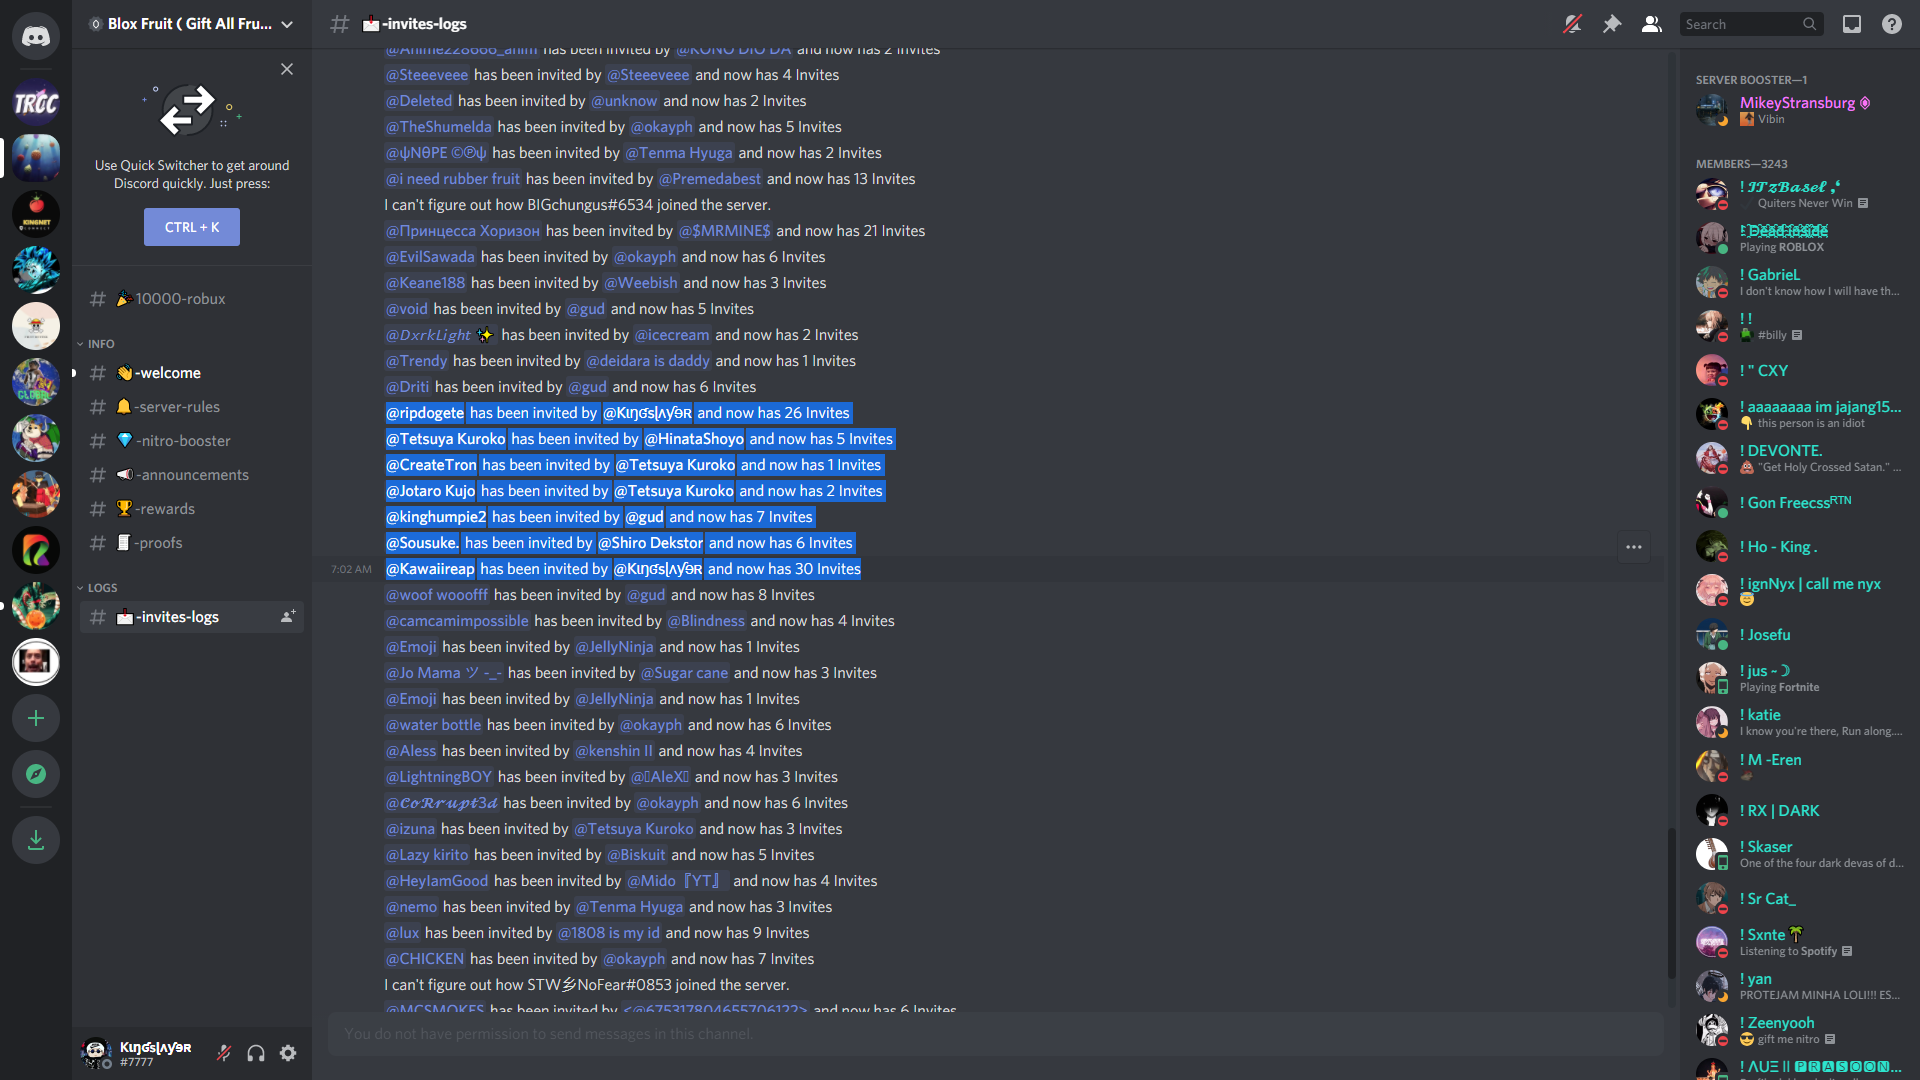 Blox Fruit ( Gift All Fru...
Use Quick Switcher to get around
Discord quickly. Just press:
CTRL + K
10000-robux
INFO
-welcome
-server-rules
-nitro-booster
-announcements
-rewards
-proofs
LOGS
-invites-logs
#7777
-invites-logs
Search
@Anime228666_anim has been invited by @KONO DIO DA and now has 2 Invites
@Steeeveee has been invited by @Steeeveee and now has 4 Invites
@Deleted has been invited by @unknow and now has 2 Invites
@TheShumelda has been invited by @okayph and now has 5 Invites
@ψNθPE ©℗ψ has been invited by @Tenma Hyuga and now has 2 Invites
@i need rubber fruit has been invited by @Premedabest and now has 13 Invites
I can't figure out how BIGchungus#6534 joined the server.
@Принцесса Хоризон has been invited by @$MRMINE$ and now has 21 Invites
@EvilSawada has been invited by @okayph and now has 6 Invites
@Keane188 has been invited by @Weebish and now has 3 Invites
@void has been invited by @gud and now has 5 Invites
@𝘋𝘹𝘳𝘬𝘓𝘪𝘨𝘩𝘵 ✨ has been invited by @icecream and now has 2 Invites
@Trendy has been invited by @deidara is daddy and now has 1 Invites
@Driti has been invited by @gud and now has 6 Invites
@ripdogete has been invited by and now has 26 Invites
@Tetsuya Kuroko has been invited by @HinataShoyo and now has 5 Invites
@CreateTron has been invited by @Tetsuya Kuroko and now has 1 Invites
@Jotaro Kujo has been invited by @Tetsuya Kuroko and now has 2 Invites
@kinghumpie2 has been invited by @gud and now has 7 Invites
@Sousuke. has been invited by @Shiro Dekstor and now has 6 Invites
7:02 AM @Kawaiireap has been invited by and now has 30 Invites
@woof wooofff has been invited by @gud and now has 8 Invites
@camcamimpossible has been invited by @Blindness and now has 4 Invites
@Emoji has been invited by @JellyNinja and now has 1 Invites
@Jo Mama ツ -_- has been invited by @Sugar cane and now has 3 Invites
@Emoji has been invited by @JellyNinja and now has 1 Invites
@water bottle has been invited by @okayph and now has 6 Invites
@Aless has been invited by @kenshin II and now has 4 Invites
@LightningBOY has been invited by @▯AleX▯ and now has 3 Invites
@𝓒𝓸𝓡𝓻𝓾𝓹𝓽3𝓭 has been invited by @okayph and now has 6 Invites
@izuna has been invited by @Tetsuya Kuroko and now has 3 Invites
@Lazy kirito has been invited by @Biskuit and now has 5 Invites
@HeyIamGood has been invited by @Mido『YT』 and now has 4 Invites
@nemo has been invited by @Tenma Hyuga and now has 3 Invites
@lux has been invited by @1808 is my id and now has 9 Invites
@CHICKEN has been invited by @okayph and now has 7 Invites
I can't figure out how STW乡NoFear#0853 joined the server.
@MCSMOKES has been invited by <@675317804655706122> and now has 6 Invites
You do not have permission to send messages in this channel.
SERVER BOOSTER—1
MikeyStransburg
Vibin
MEMBERS—3243
! 𝓘𝓣𝔃𝓑𝓪𝓼𝓮𝓵
Quiters Never Win
! Dead inside
Playing ROBLOX
! GabrieL
I don't know how I will have th...
! !
#billy
! " CXY
! aaaaaaaa im jajang15...
this person is an idiot
! DEVONTE.
"Get Holy Crossed Satan." ...
! Gon Freecssᴿᵀᴺ
! Ho - King .
! ignNyx | call me nyx
! Josefu
! jus ~☽
Playing Fortnite
! katie
I know you're there, Run along....
! M -Eren
! RX | DARK
! Skaser
One of the four dark devas of d...
! Sr Cat_
! Sxnte🌴
Listening to Spotify
! yan
PROTEJAM MINHA LOLI!!! ES...
! Zeenyooh
gift me nitro
! ΛUΞ || 🅿🆁🅰🆂🅾🅾🅽...